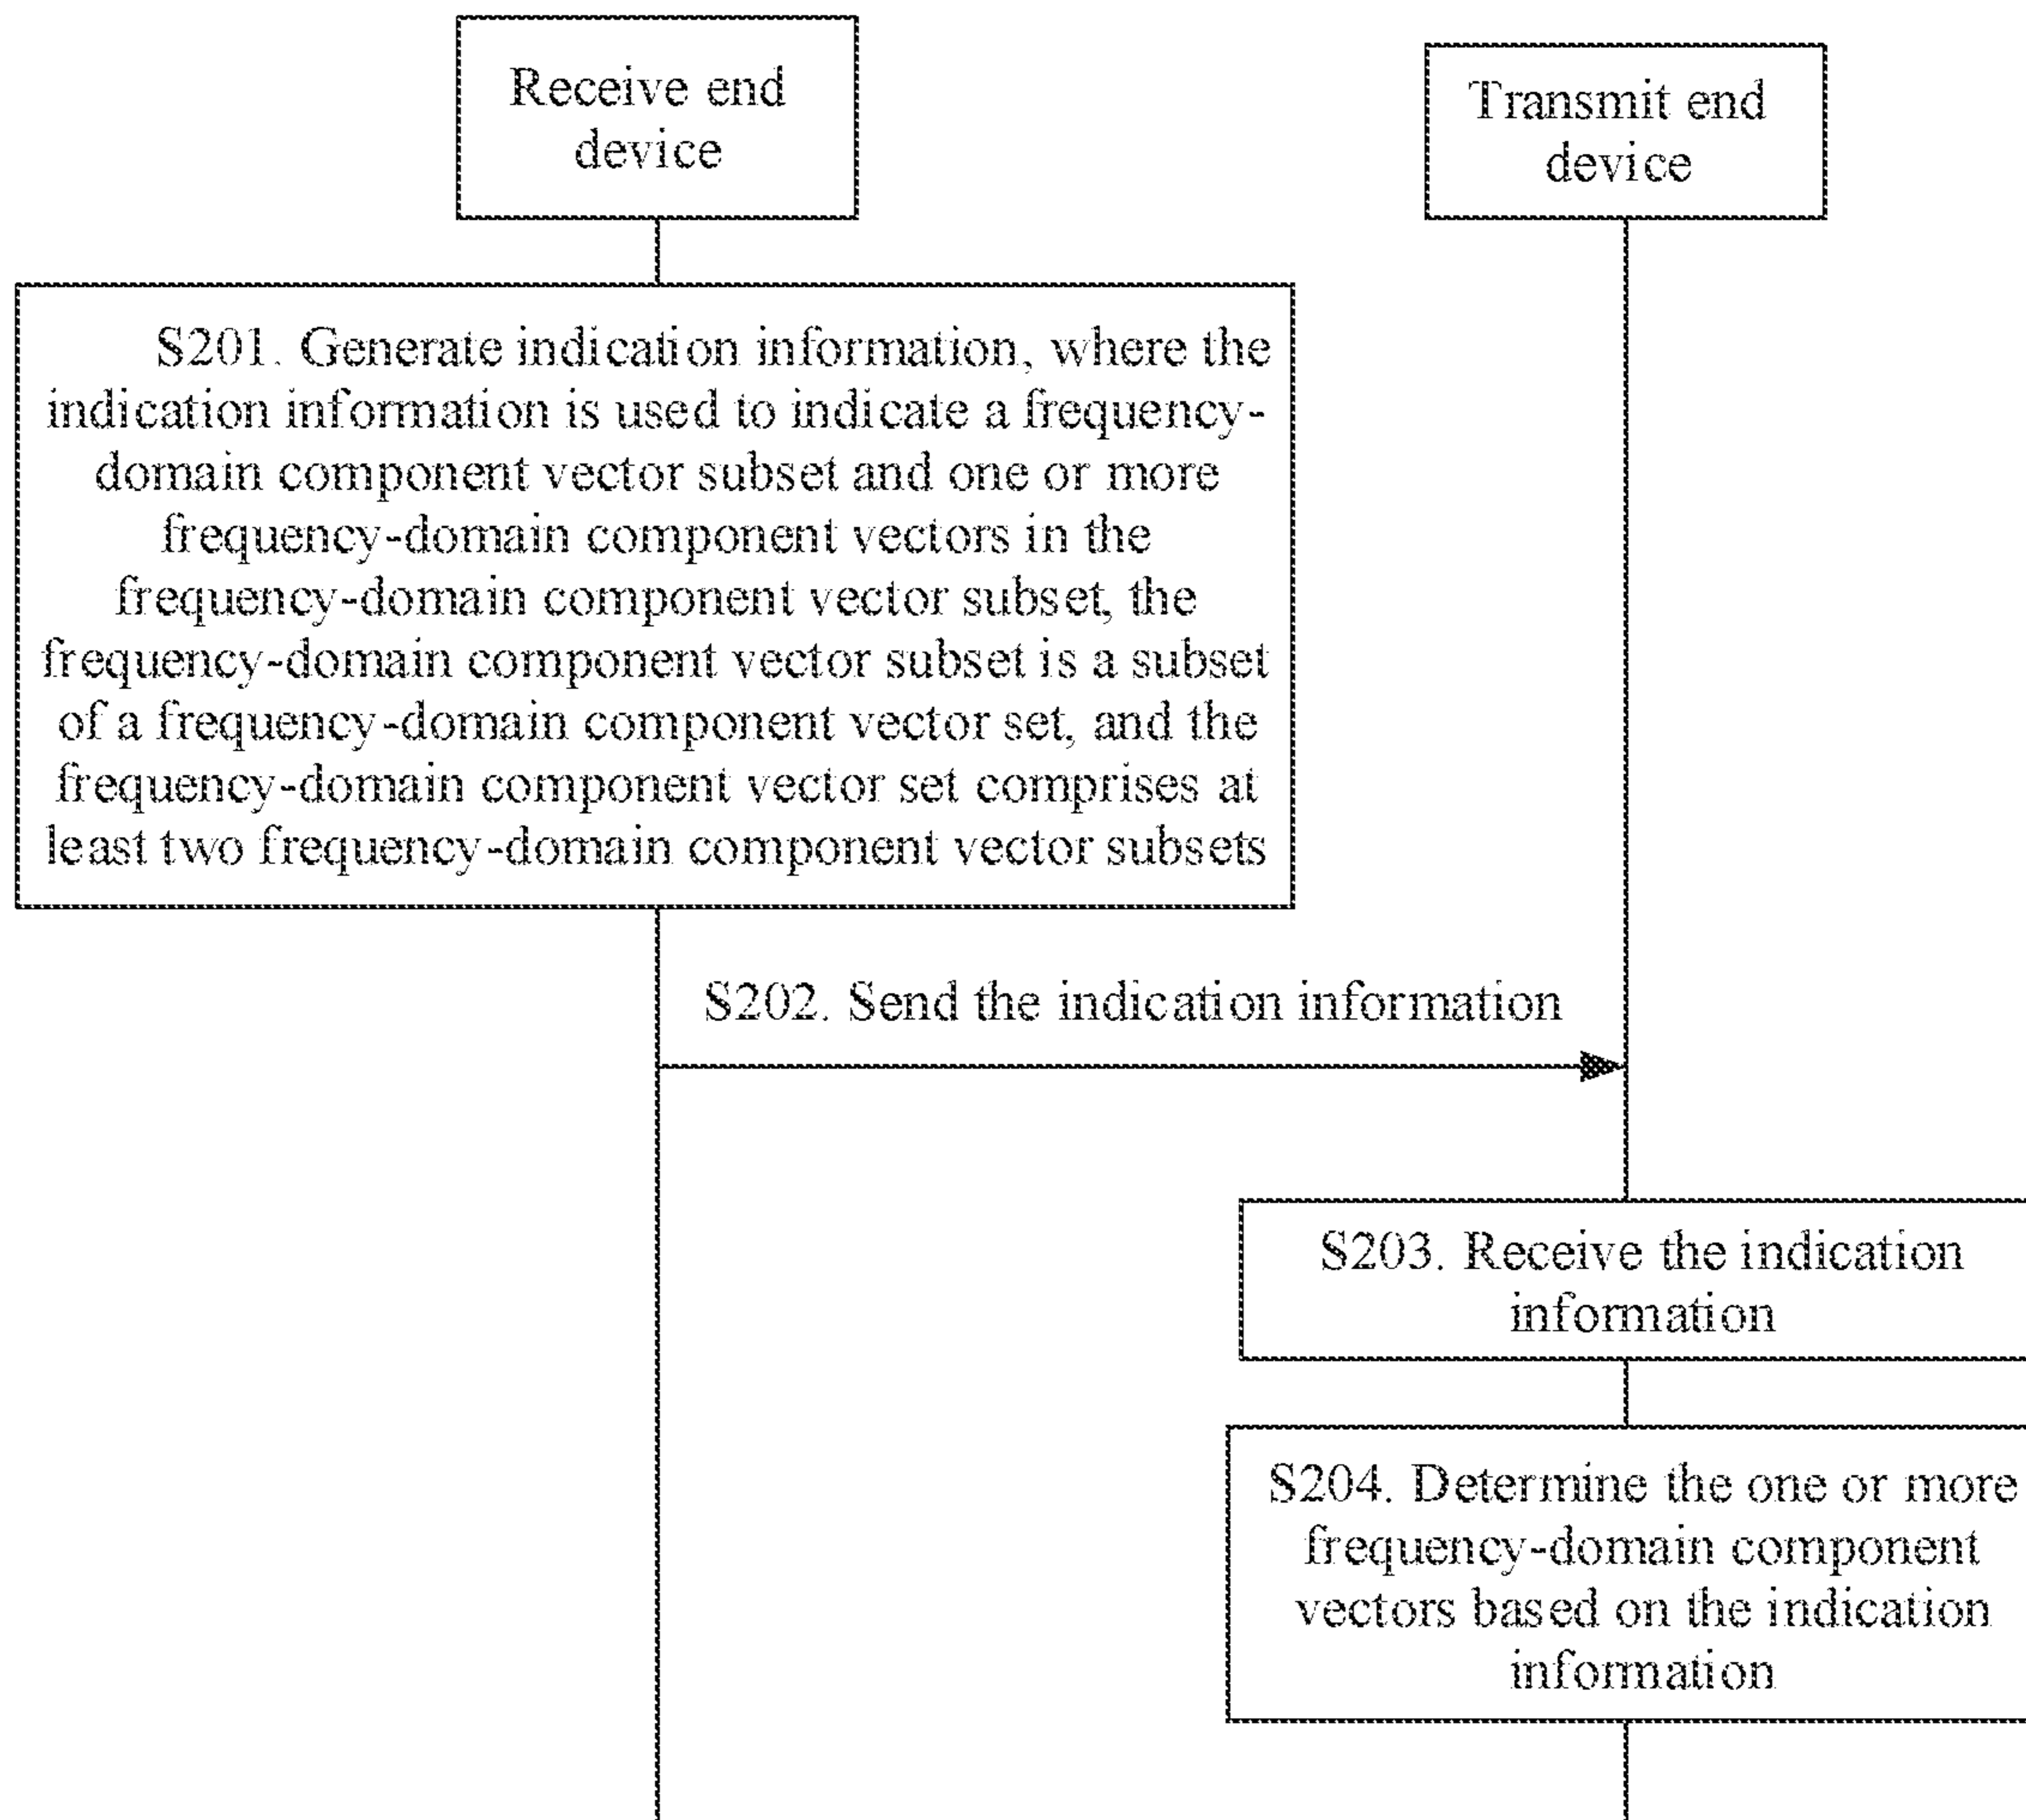 Receive end
device
Transmit end
device
S201. Generate indication information, where the
indication information is used to indicate a frequency-
domain component vector subset and one or more
frequency-domain component vectors in the
frequency-domain component vector subset, the
frequency-domain component vector subset is a subset
of a frequency-domain component vector set, and the
frequency-domain component vector set comprises at
least two frequency-domain component vector subsets
S202. Send the indication information
S203. Receive the indication
information
S204. Determine the one or more
frequency-domain component
vectors based on the indication
information